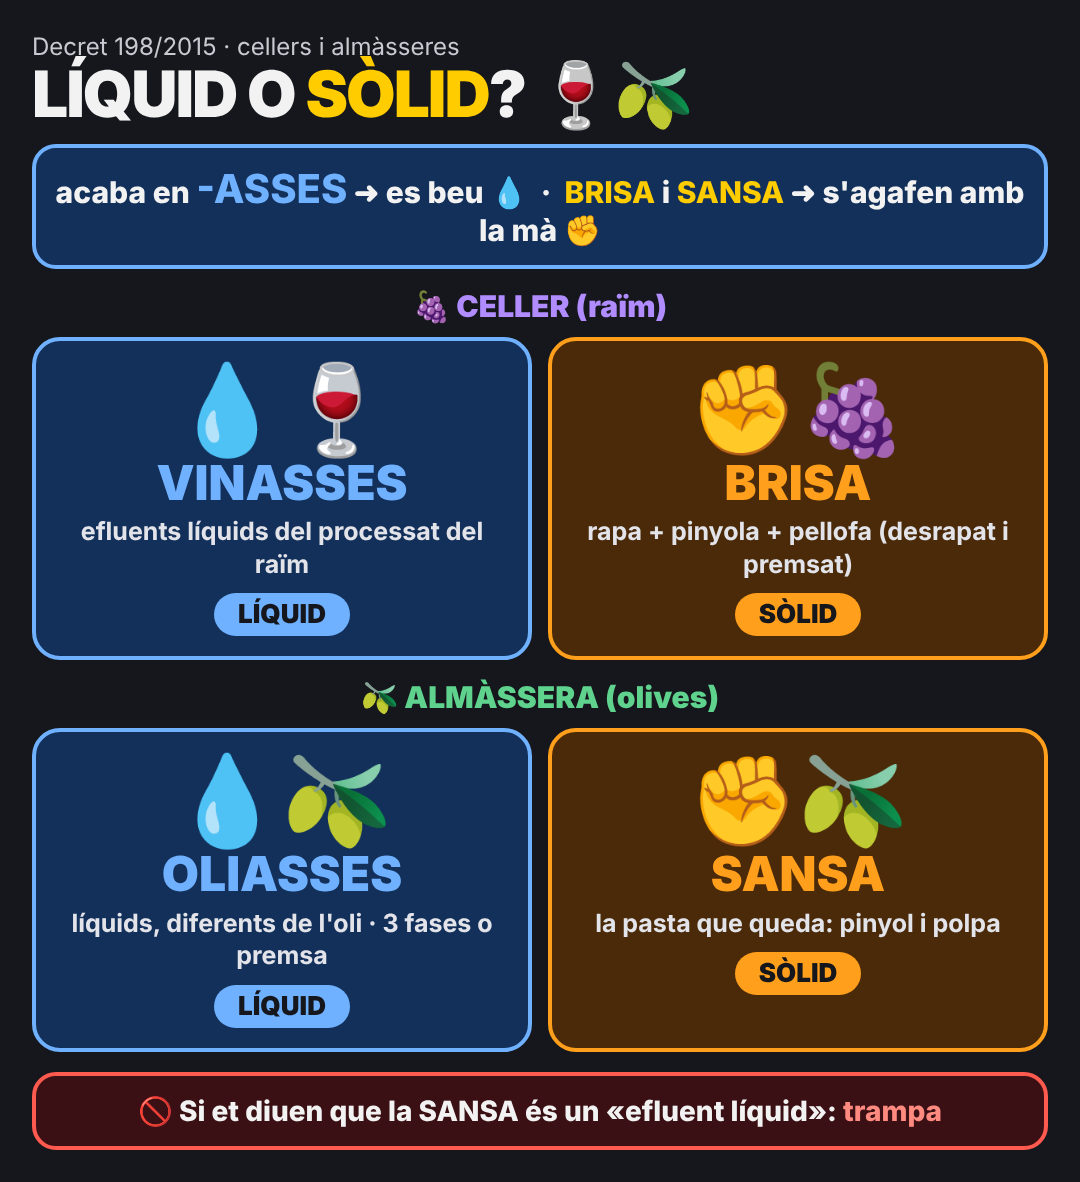 Decret 198/2015 · cellers i almàsseres
LÍQUID O SÒLID?
acaba en -ASSES ➜ es beu 💧 · BRISA i SANSA ➜ s'agafen amb
la mà ✊
🍇 CELLER (raïm)
VINASSES
efluents líquids del processat del
raïm
LÍQUID
BRISA
rapa + pinyola + pellofa (desrapat i
premsat)
SÒLID
🫒 ALMÀSSERA (olives)
OLIASSES
líquids, diferents de l'oli · 3 fases o
premsa
LÍQUID
SANSA
la pasta que queda: pinyol i polpa
SÒLID
🚫 Si et diuen que la SANSA és un «efluent líquid»: trampa